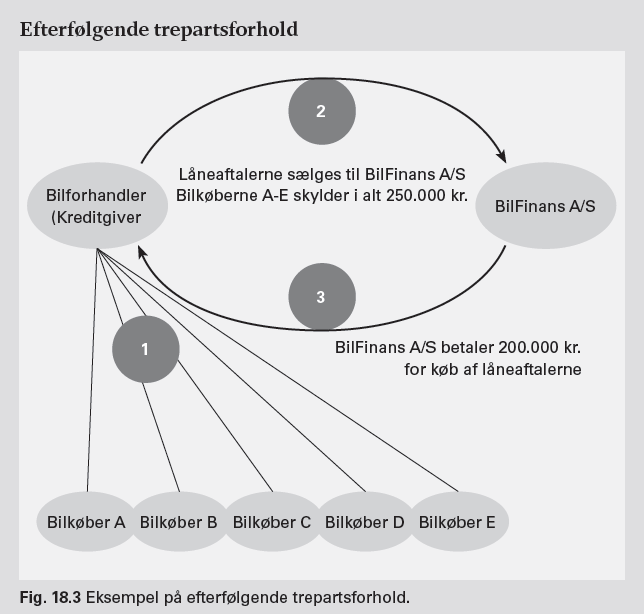 Efterfølgende trepartsforhold
2
Låneaftalerne sælges til BilFinans A/S
Bilkøberne A-E skylder i alt 250.000 kr.
Bilforhandler
(Kreditgiver
BilFinans A/S
3
BilFinans A/S betaler 200.000 kr.
for køb af låneaftalerne
1
Bilkøber A Bilkøber B Bilkøber C Bilkøber D Bilkøber E
Fig. 18.3 Eksempel på efterfølgende trepartsforhold.